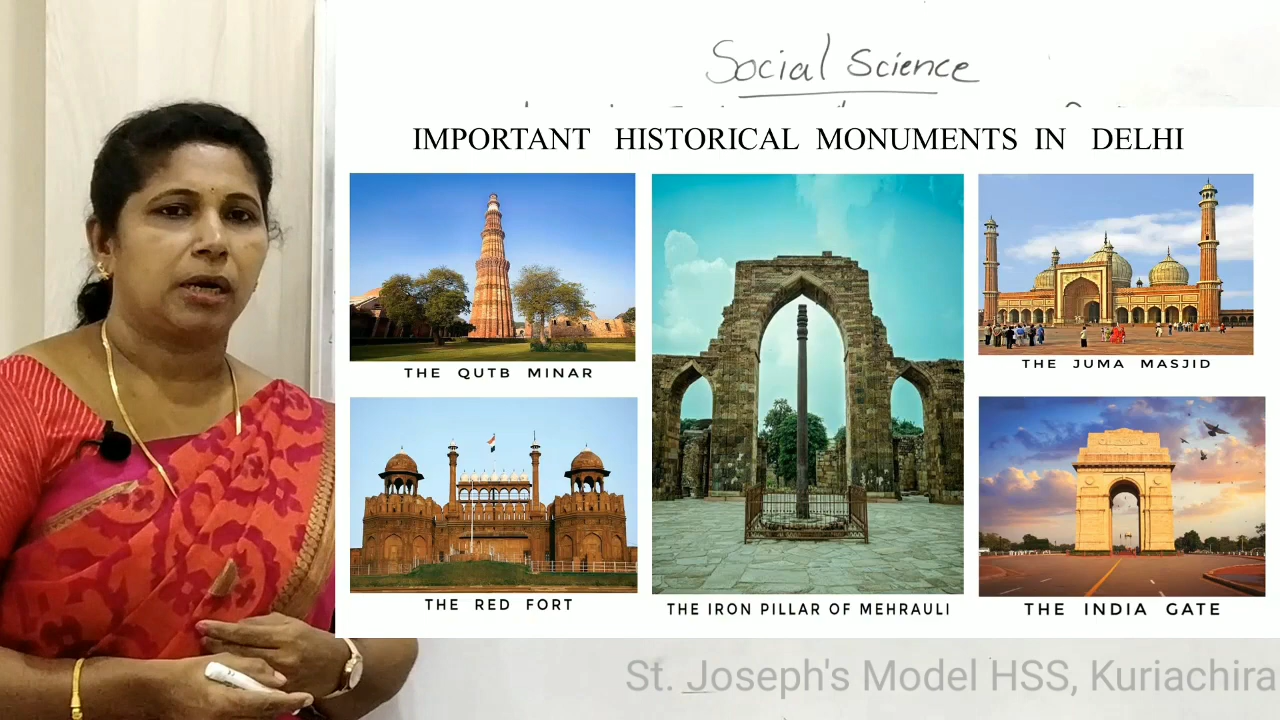 Social Science
IMPORTANT HISTORICAL MONUMENTS IN DELHI
THE QUTB MINAR
THE JUMA MASJID
THE RED FORT
THE IRON PILLAR OF MEHRAULI
THE INDIA GATE
St. Joseph's Model HSS, Kuriachira